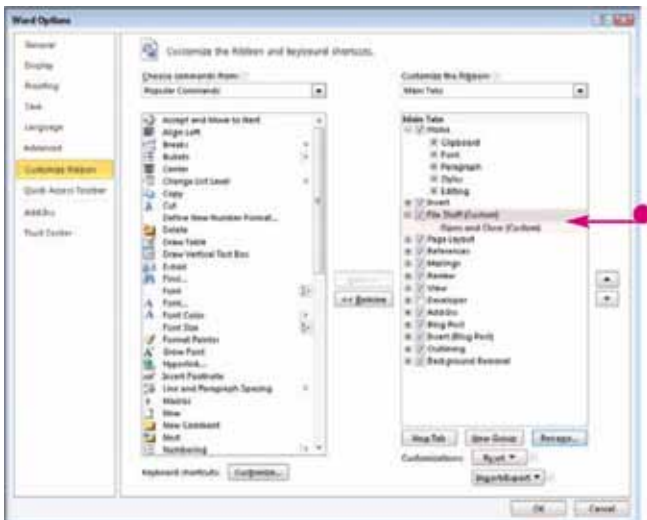 Word Options
General
Display
Proofing
Save
Language
Advanced
Customize Ribbon
Quick Access Toolbar
Add-Ins
Trust Center
Customize the Ribbon and keyboard shortcuts.
Choose commands from:
Popular Commands
Accept and Move to Next
Align Left
Breaks
Bullets
Center
Change List Level
Copy
Cut
Define New Number Format...
Delete
Draw Table
Draw Vertical Text Box
E-mail
Find...
Font
Font...
Font Color
Font Size
Format Painter
Grow Font
Hyperlink...
Insert Footnote
Line and Paragraph Spacing
Macros
New
New Comment
Next
Numbering
Keyboard shortcuts:
Customize...
<< Remove
Customize the Ribbon:
Main Tabs
Main Tabs
Home
Clipboard
Font
Paragraph
Styles
Editing
Insert
File Stuff (Custom)
and Close (Custom)
Page Layout
References
Mailings
Review
View
Developer
Add-Ins
Blog Post
Insert (Blog Post)
Outlining
Background Removal
New Tab
New Group
Rename...
Customizations:
Reset
Import/Export
OK
Cancel